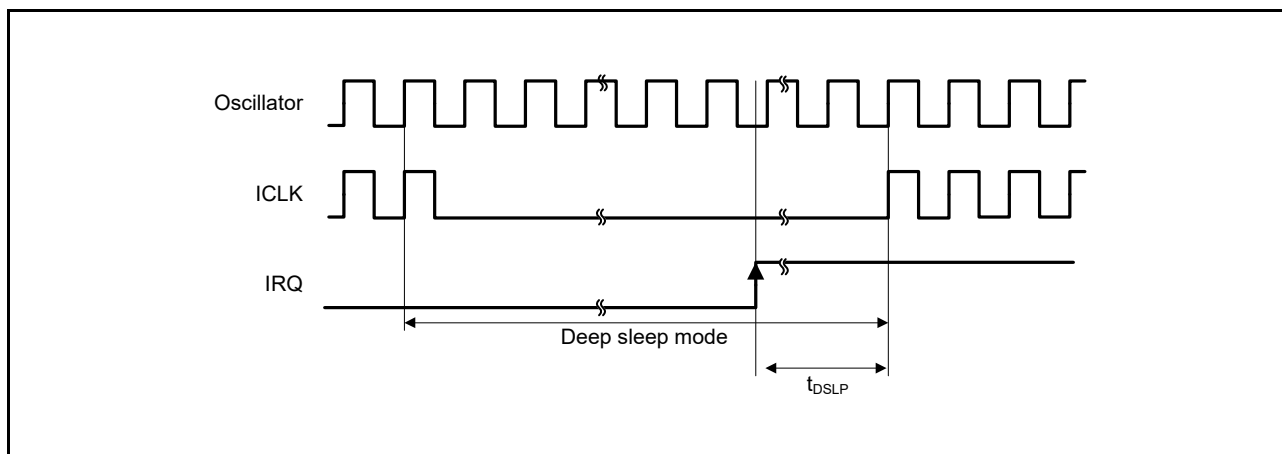 Oscillator
ICLK
IRQ
Deep sleep mode
tDSLP